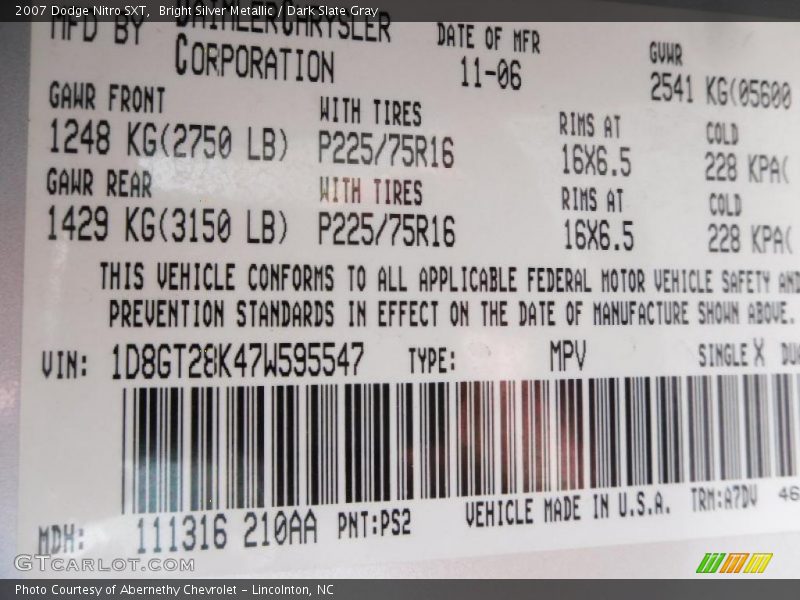 2007 Dodge Nitro SXT, Bright Silver Metallic / Dark Slate Gray
MFD BY DAIMLERCHRYSLER CORPORATION DATE OF MFR GVWR
11-06 2541 KG(05600
GAWR FRONT WITH TIRES RIMS AT COLD
1248 KG(2750 LB) P225/75R16 16X6.5 228 KPA(
GAWR REAR WITH TIRES RIMS AT COLD
1429 KG(3150 LB) P225/75R16 16X6.5 228 KPA(
THIS VEHICLE CONFORMS TO ALL APPLICABLE FEDERAL MOTOR VEHICLE SAFETY AND
PREVENTION STANDARDS IN EFFECT ON THE DATE OF MANUFACTURE SHOWN ABOVE.
VIN: 1D8GT28K47W595547 TYPE: MPV SINGLE X DUA
MDH: 111316 210AA PNT:PS2 VEHICLE MADE IN U.S.A. TRM:A7DV 46
GTCARLOT.COM
Photo Courtesy of Abernethy Chevrolet – Lincolnton, NC